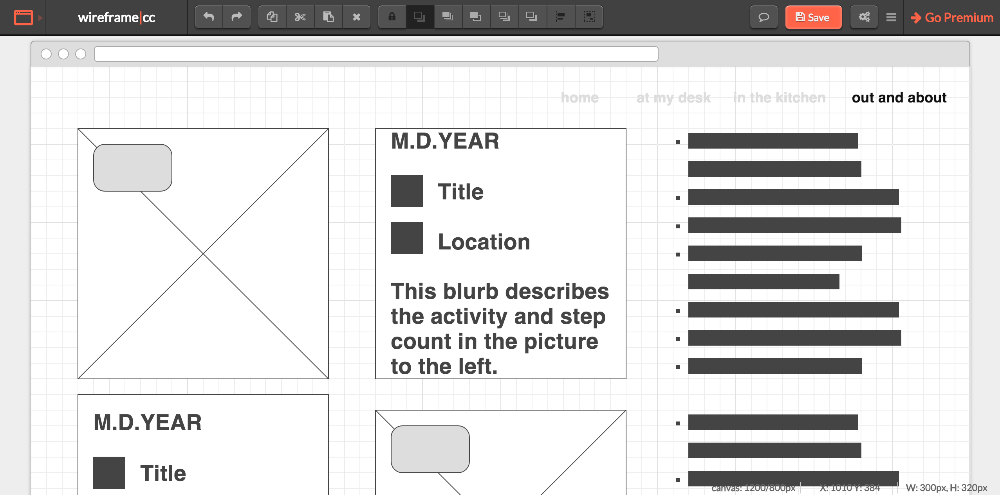 wireframe|cc
Save
Go Premium
home at my desk in the kitchen out and about
M.D.YEAR
Title
Location
This blurb describes
the activity and step
count in the picture
to the left.
M.D.YEAR
Title
canvas: 1200/800px X: 1010 Y: 384 W: 300px, H: 320px